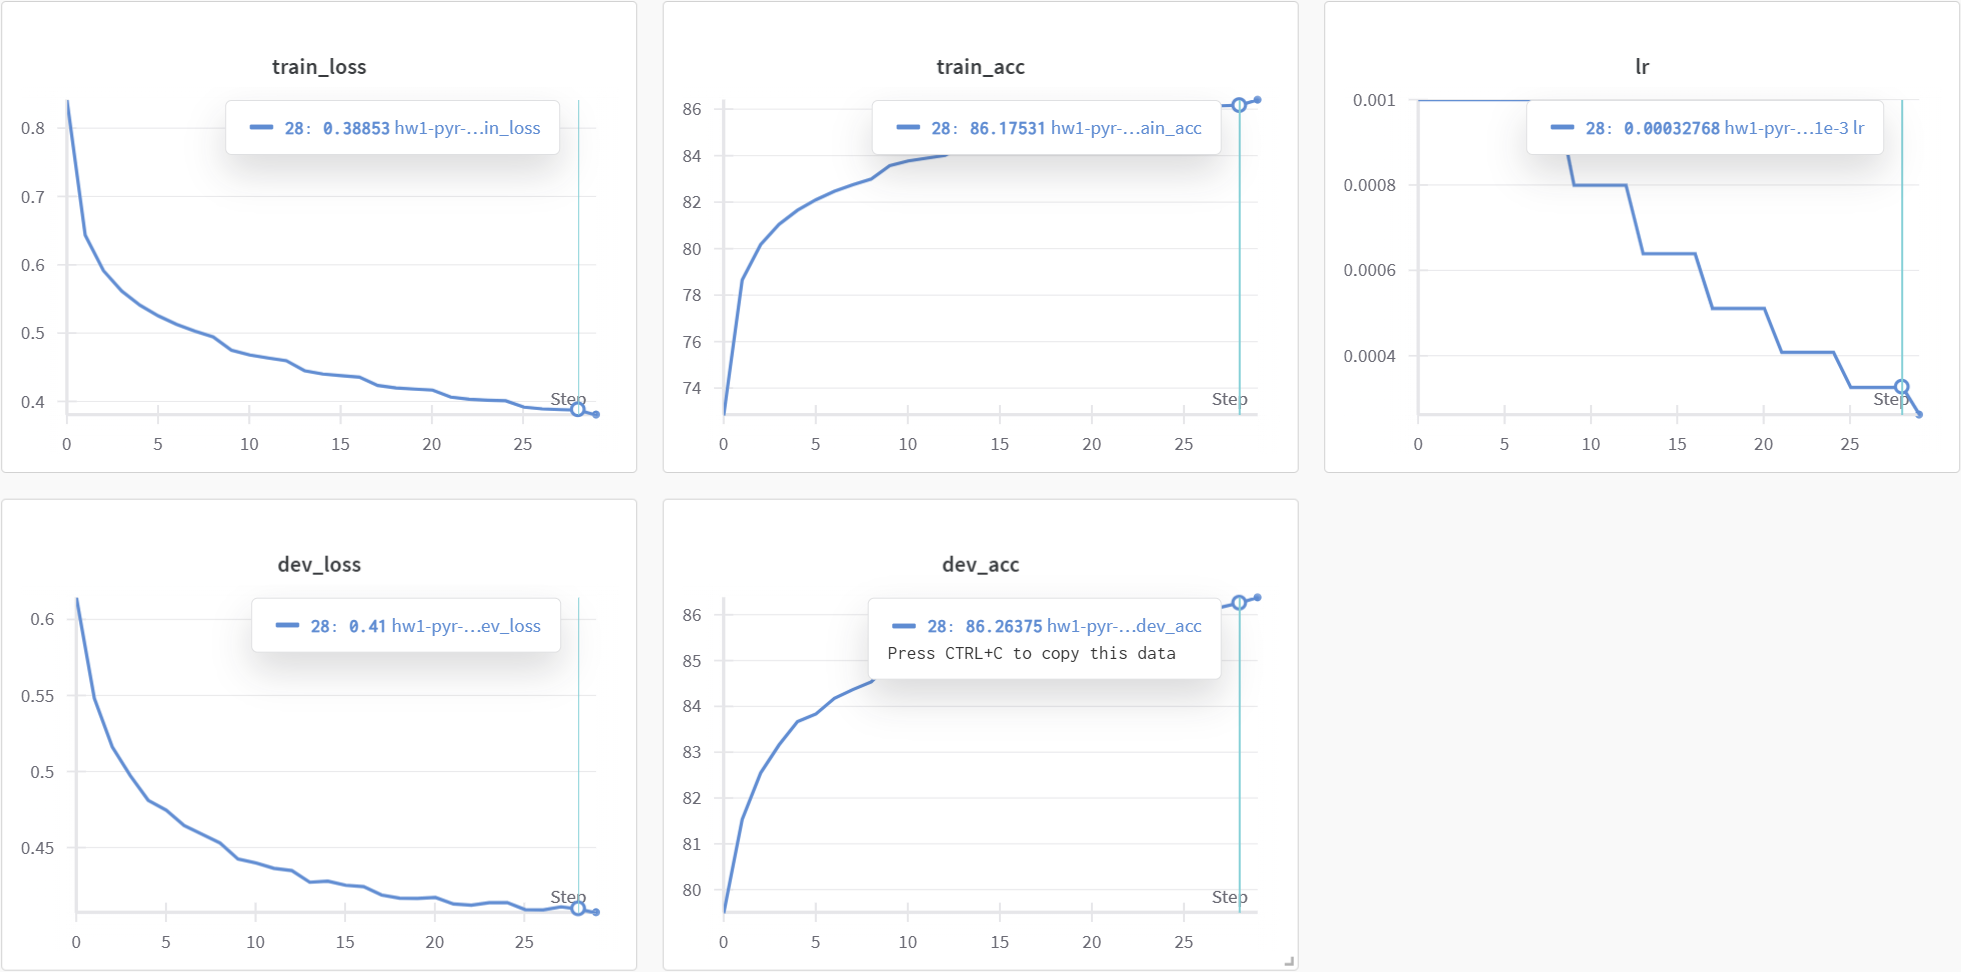 train_loss
0.8
0.7
0.6
0.5
0.4
28: 0.38853 hw1-pyr-...in_loss
Step
0 5 10 15 20 25
train_acc
86
84
82
80
78
76
74
28: 86.17531 hw1-pyr-...ain_acc
Step
0 5 10 15 20 25
lr
0.001
0.0008
0.0006
0.0004
28: 0.00032768 hw1-pyr-...1e-3 lr
Step
0 5 10 15 20 25
dev_loss
0.6
0.55
0.5
0.45
28: 0.41 hw1-pyr-...ev_loss
Step
0 5 10 15 20 25
dev_acc
86
85
84
83
82
81
80
28: 86.26375 hw1-pyr-...dev_acc
Press CTRL+C to copy this data
Step
0 5 10 15 20 25